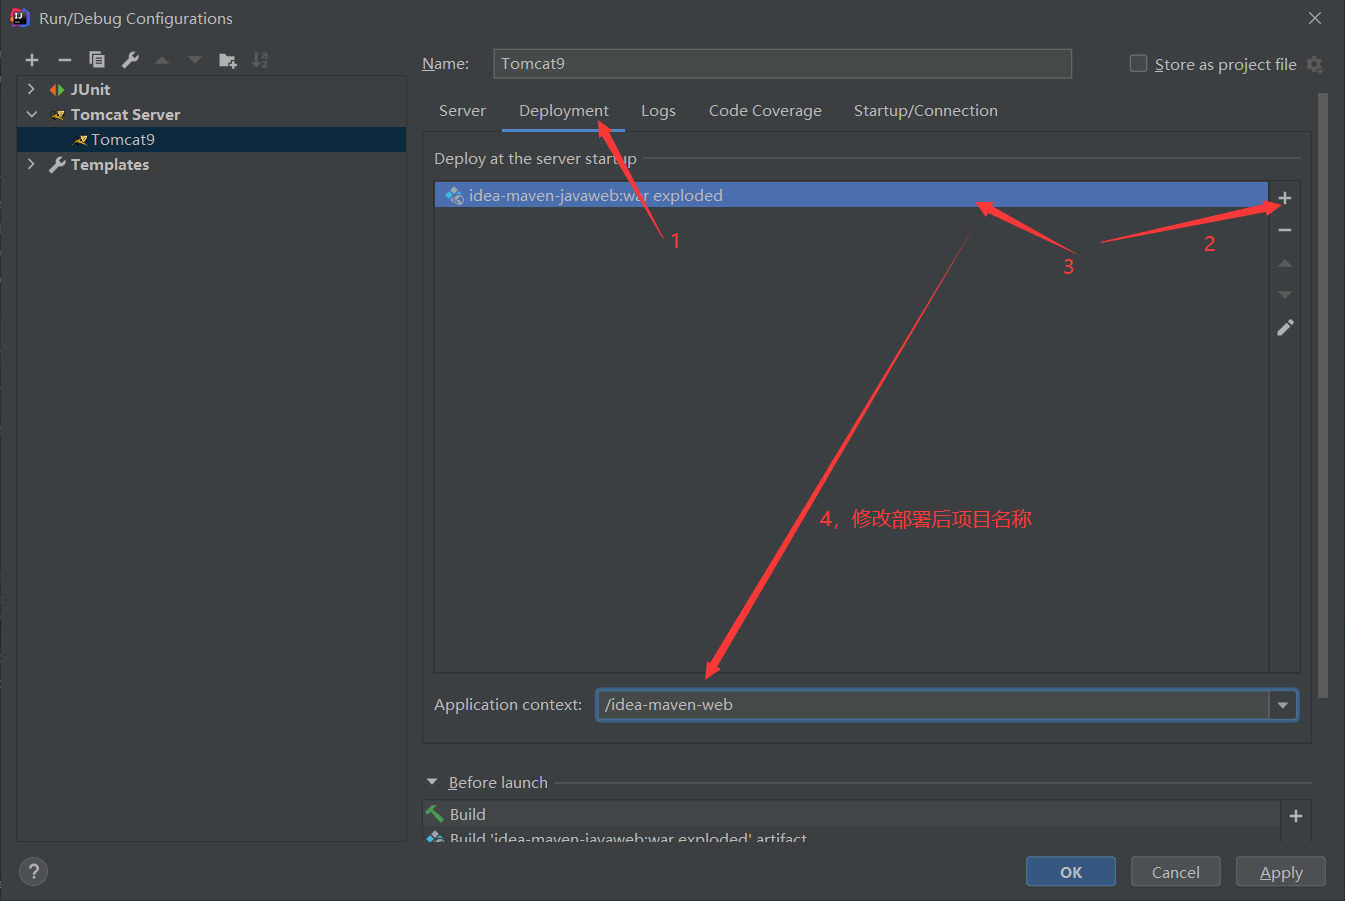 Run/Debug Configurations
Name: Tomcat9
Store as project file
JUnit
Tomcat Server
Tomcat9
Templates
Server Deployment Logs Code Coverage Startup/Connection
Deploy at the server startup
idea-maven-javaweb:war exploded
1
2
3
4，修改部署后项目名称
Application context: /idea-maven-web
Before launch
Build
Build 'idea-maven-javaweb:war exploded' artifact
? OK Cancel Apply